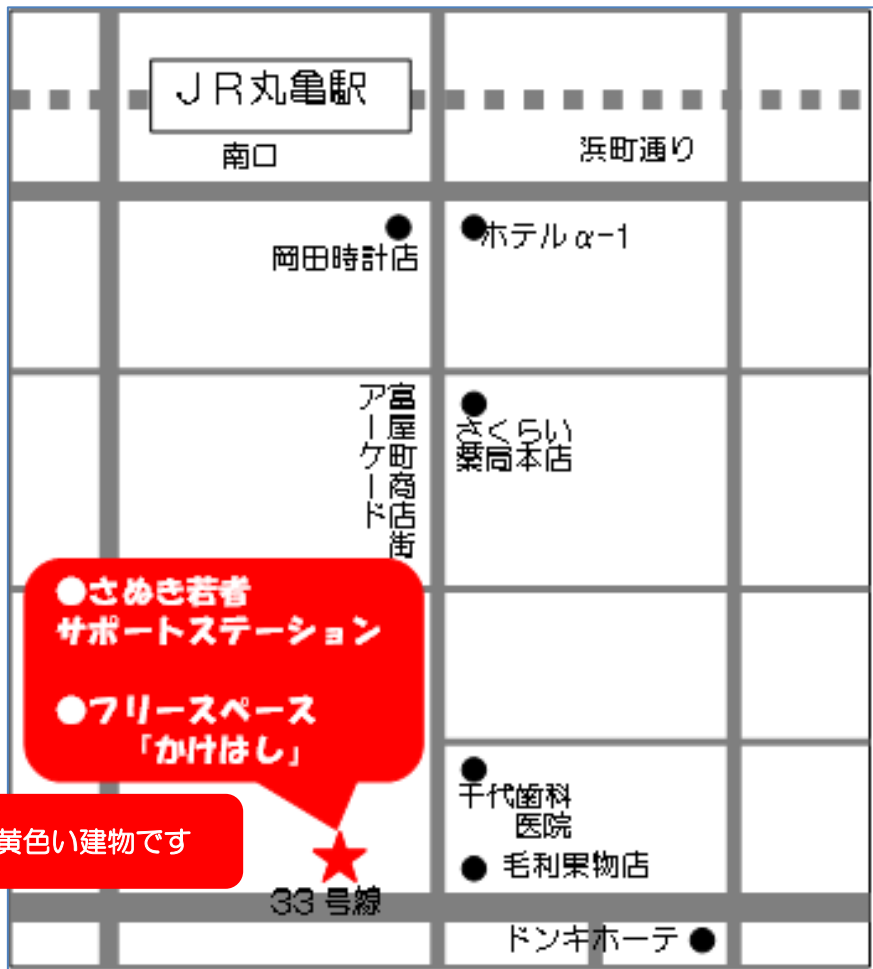 JR丸亀駅
南口
浜町通り
岡田時計店
ホテルα-1
富屋町商店街
アーケード
さくらい
薬局本店
●さぬき若者
サポートステーション
●フリースペース
「かけはし」
千代歯科
医院
黄色い建物です
毛利果物店
33号線
ドンキホーテ